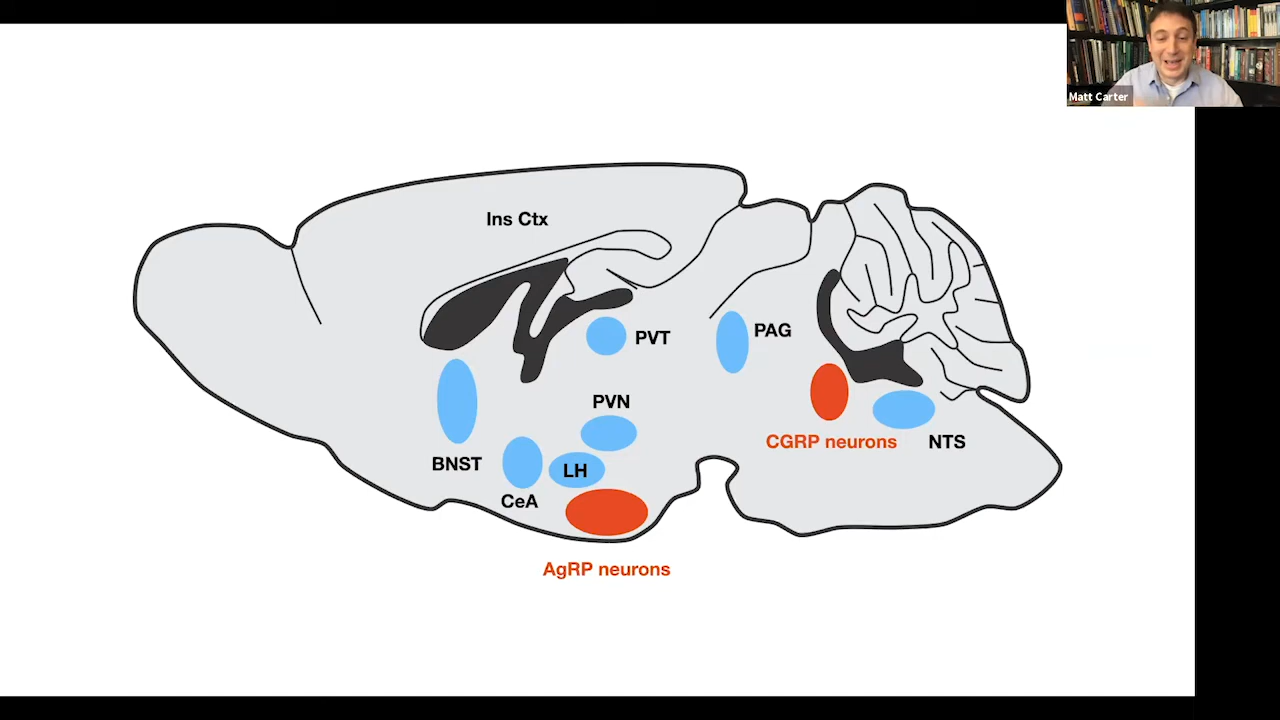 Matt Carter
Ins Ctx
PVT
PAG
PVN
CGRP neurons
NTS
BNST
LH
CeA
AgRP neurons